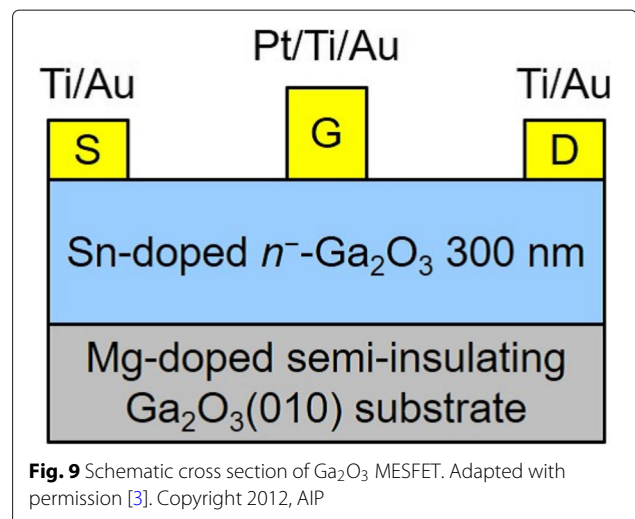 Pt/Ti/Au
Ti/Au Ti/Au
S G D
Sn-doped n⁻-Ga₂O₃ 300 nm
Mg-doped semi-insulating
Ga₂O₃(010) substrate
Fig. 9 Schematic cross section of Ga₂O₃ MESFET. Adapted with
permission [3]. Copyright 2012, AIP